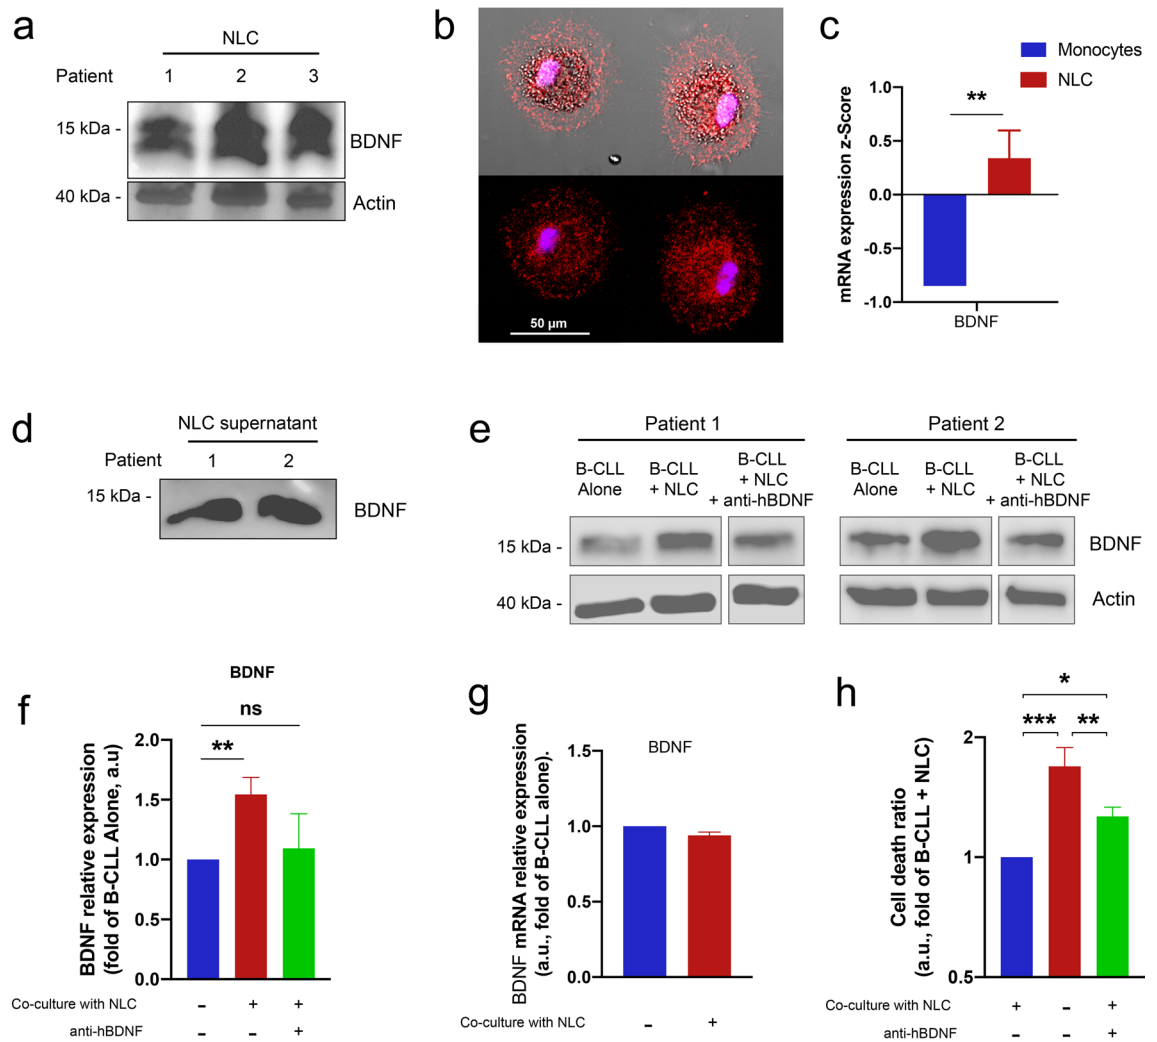 a
NLC
Patient 1 2 3
15 kDa -
BDNF
40 kDa -
Actin
b
50 µm
c
Monocytes
NLC
**
1.0
0.5
0.0
-0.5
-1.0
mRNA expression z-Score
BDNF
d
NLC supernatant
Patient 1 2
15 kDa -
BDNF
e
Patient 1
Patient 2
B-CLL
Alone
B-CLL
+ NLC
B-CLL
+ NLC
+ anti-hBDNF
B-CLL
Alone
B-CLL
+ NLC
B-CLL
+ NLC
+ anti-hBDNF
15 kDa -
BDNF
40 kDa -
Actin
f
BDNF
ns
**
BDNF relative expression
(fold of B-CLL Alone, a.u)
2.0
1.5
1.0
0.5
0.0
Co-culture with NLC - + +
anti-hBDNF - - +
g
BDNF
BDNF mRNA relative expression
(a.u., fold of B-CLL alone).
1.5
1.0
0.5
0.0
Co-culture with NLC - +
h
*
*** **
Cell death ratio
(a.u., fold of B-CLL + NLC)
2
1
0.5
Co-culture with NLC + - +
anti-hBDNF - - +